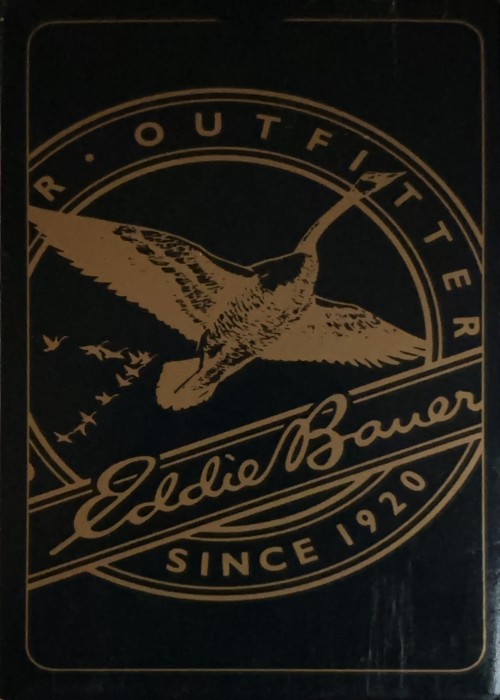 R · OUTFITTER
Eddie Bauer
SINCE 1920